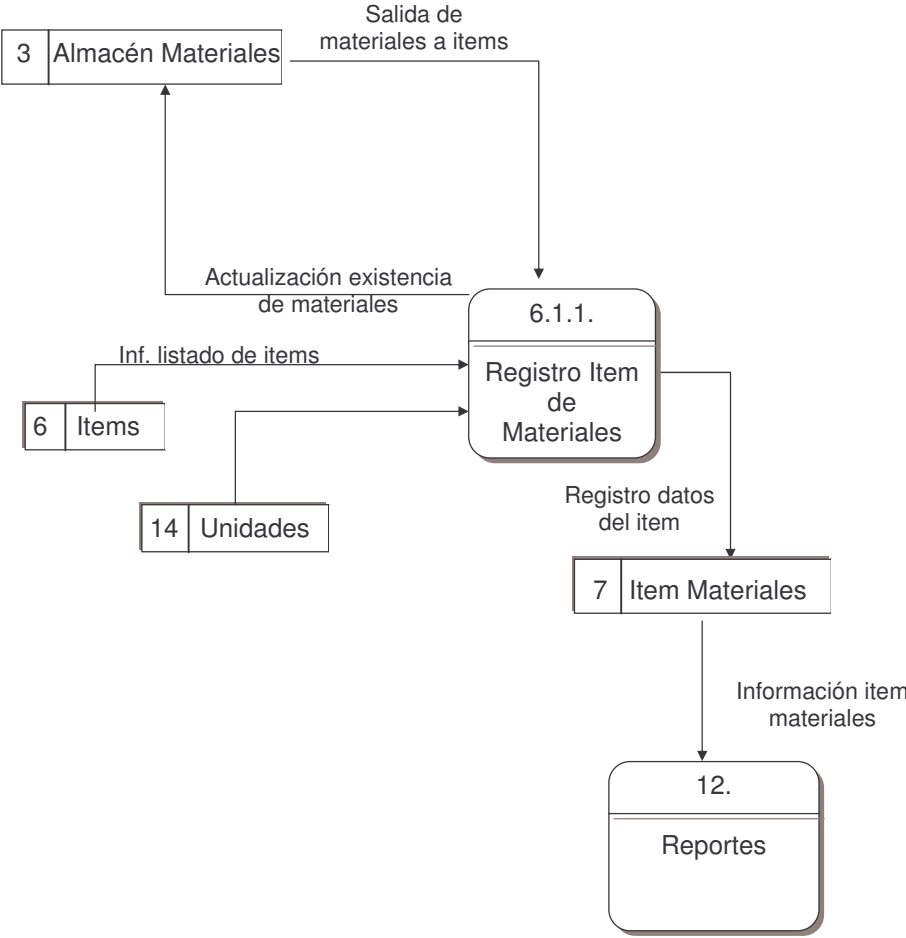 Salida de
materiales a items
3 Almacén Materiales
Actualización existencia
de materiales
6.1.1.
Registro Item
de
Materiales
Inf. listado de items
6 Items
14 Unidades
Registro datos
del item
7 Item Materiales
Información item
materiales
12.
Reportes